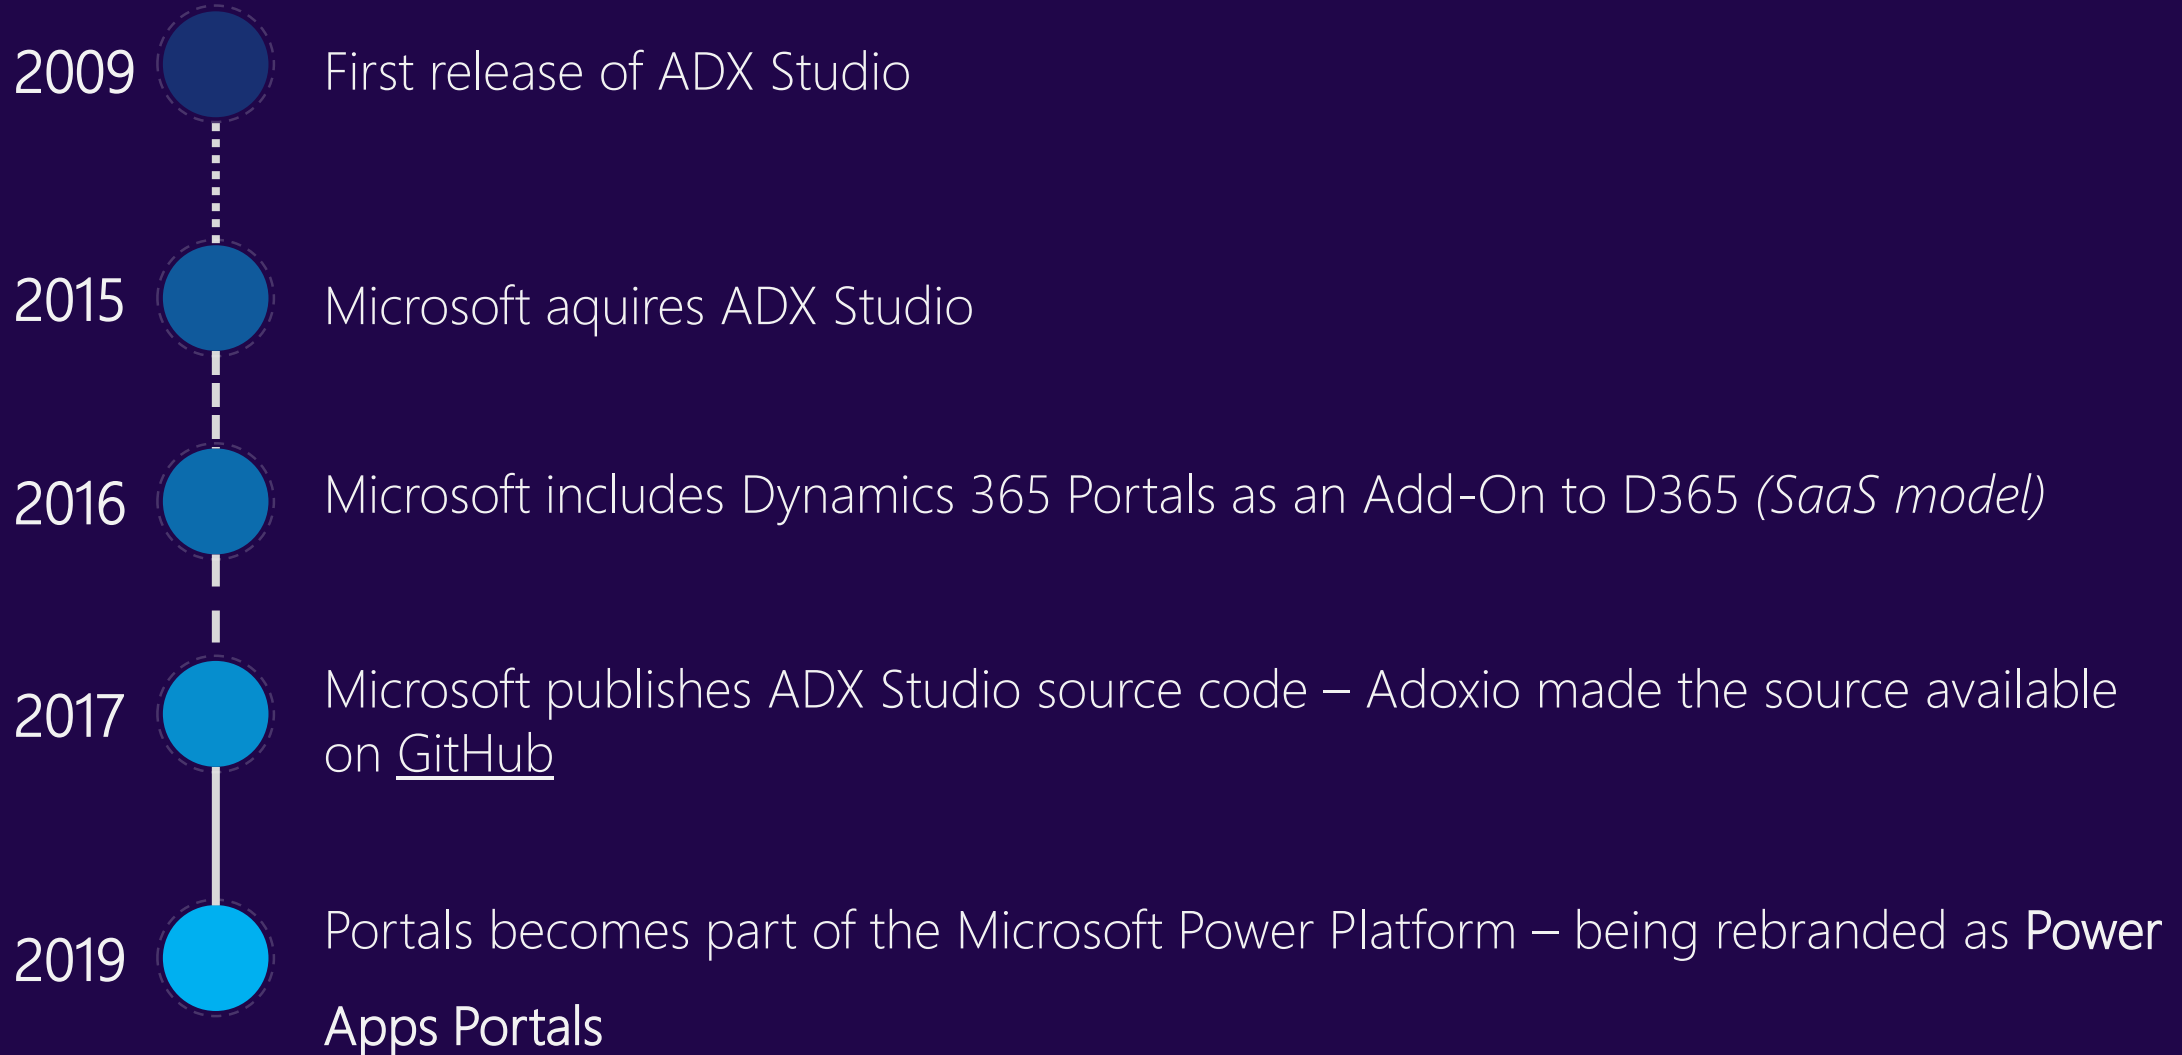 2009 First release of ADX Studio
2015 Microsoft aquires ADX Studio
2016 Microsoft includes Dynamics 365 Portals as an Add-On to D365 (SaaS model)
2017 Microsoft publishes ADX Studio source code – Adoxio made the source available
on GitHub
2019 Portals becomes part of the Microsoft Power Platform – being rebranded as Power
Apps Portals